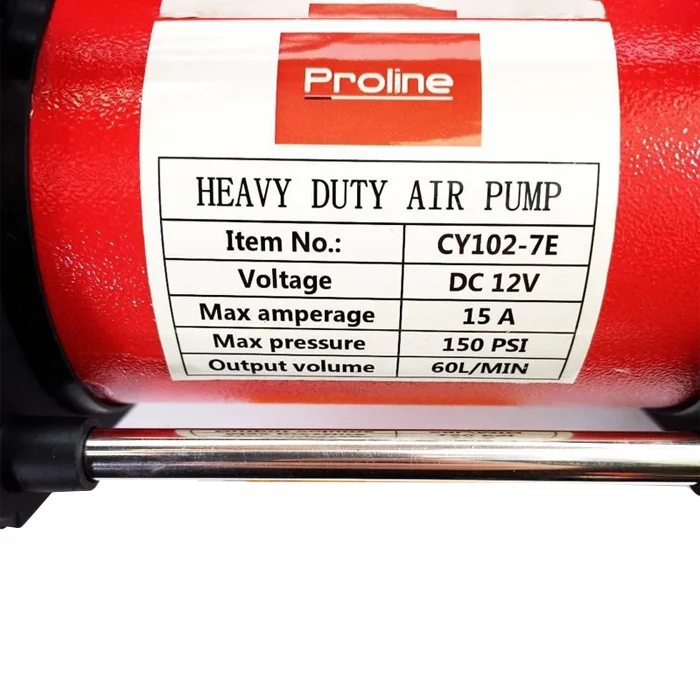 Proline
HEAVY DUTY AIR PUMP
Item No.: CY102-7E
Voltage DC 12V
Max amperage 15 A
Max pressure 150 PSI
Output volume 60L/MIN